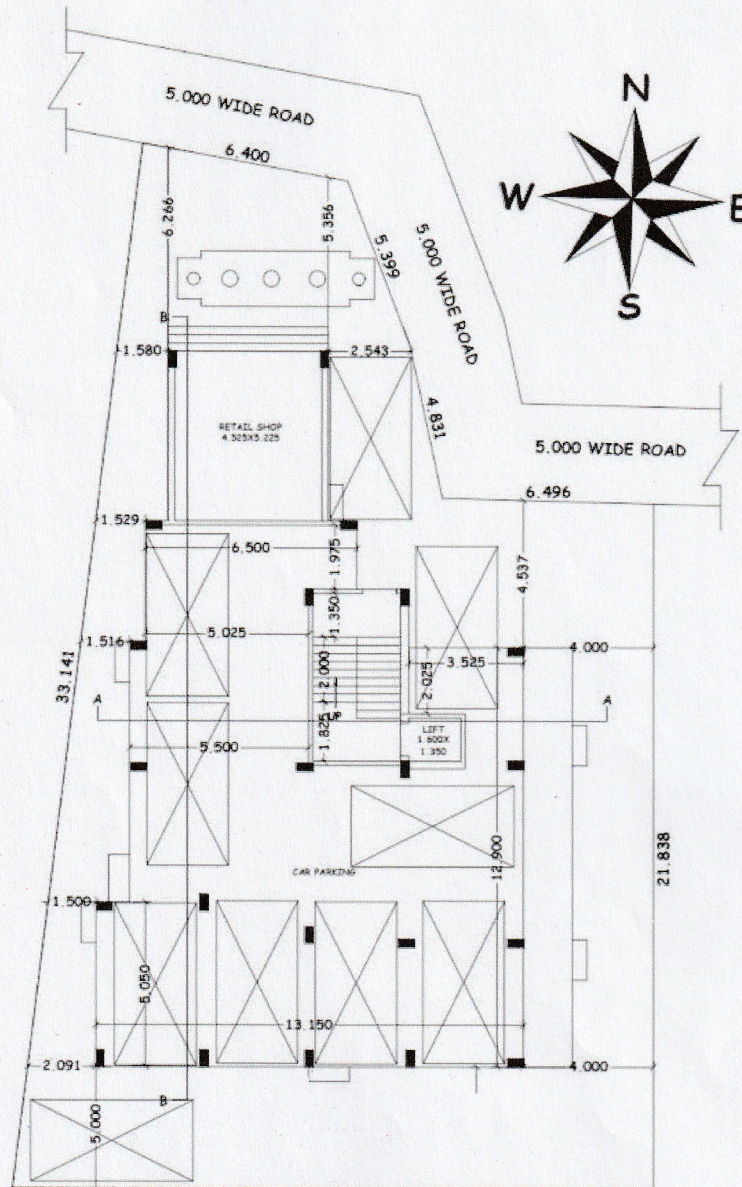 5.000 WIDE ROAD
6.400
N
W
E
S
6.266
5.356
5.399
5.000 WIDE ROAD
B
1.580
2.543
RETAIL SHOP
4.525X5.225
4.831
5.000 WIDE ROAD
6.496
1.529
6.500
1.975
4.537
1.350
1.516
5.025
3.525
4.000
33.141
2.000
2.025
A
A
1.825
LIFT
1.600X
1.350
5.500
12.900
21.838
CAR PARKING
1.500
5.050
13.150
2.091
4.000
B
5.000